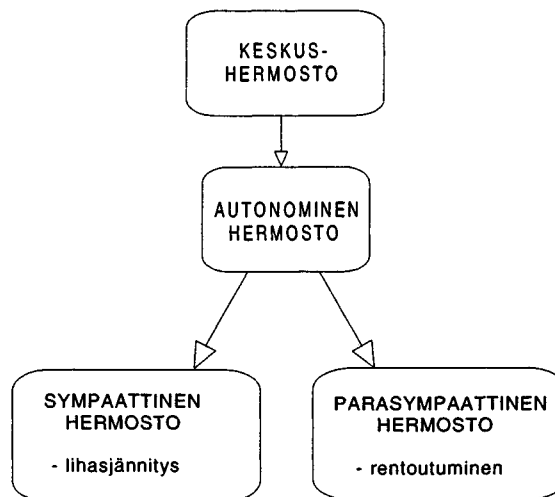 KESKUS-
HERMOSTO
AUTONOMINEN
HERMOSTO
SYMPAATTINEN
HERMOSTO
- lihasjännitys
PARASYMPAATTINEN
HERMOSTO
- rentoutuminen